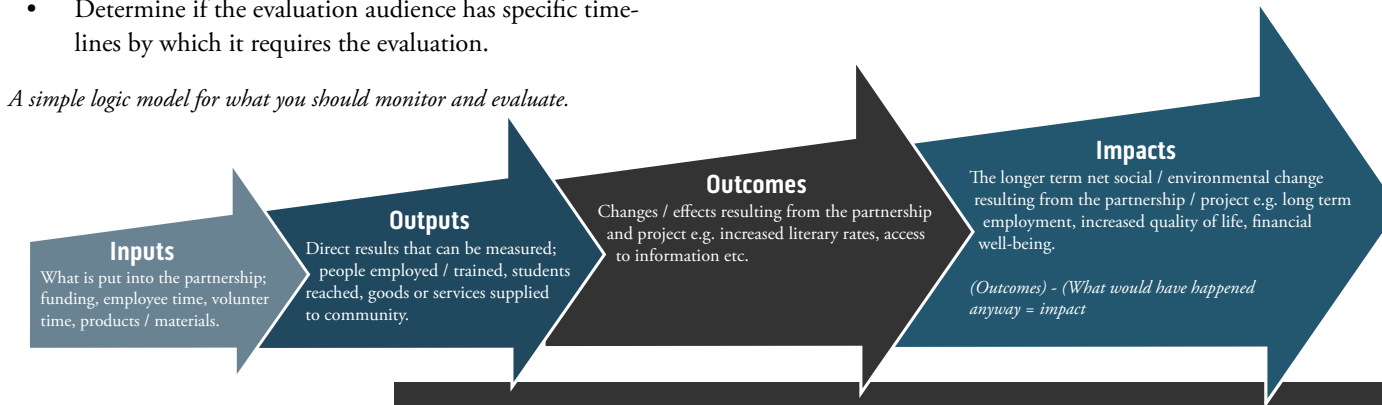 • Determine if the evaluation audience has specific time-
lines by which it requires the evaluation.
A simple logic model for what you should monitor and evaluate.
Inputs
What is put into the partnership;
funding, employee time, volunter
time, products / materials.
Outputs
Direct results that can be measured;
people employed / trained, students
reached, goods or services supplied
to community.
Outcomes
Changes / effects resulting from the partnership
and project e.g. increased literary rates, access
to information etc.
Impacts
The longer term net social / environmental change
resulting from the partnership / project e.g. long term
employment, increased quality of life, financial
well-being.
(Outcomes) - (What would have happened
anyway = impact